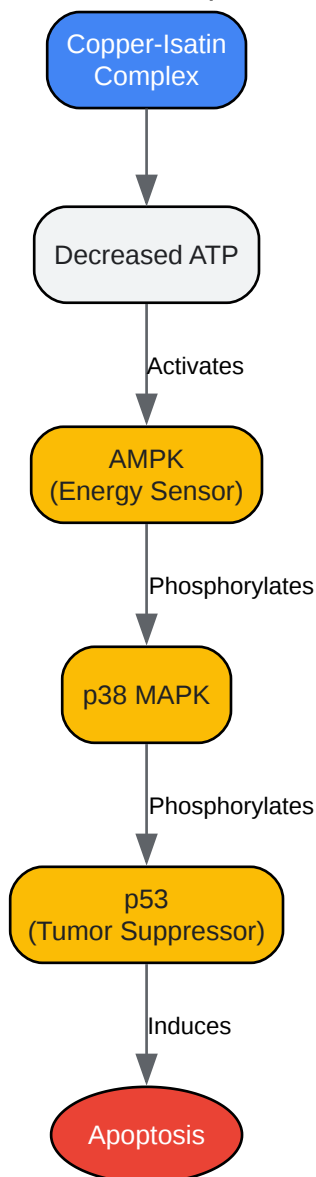 Copper-Isatin
Complex
Decreased ATP
Activates
AMPK
(Energy Sensor)
Phosphorylates
p38 MAPK
Phosphorylates
p53
(Tumor Suppressor)
Induces
Apoptosis